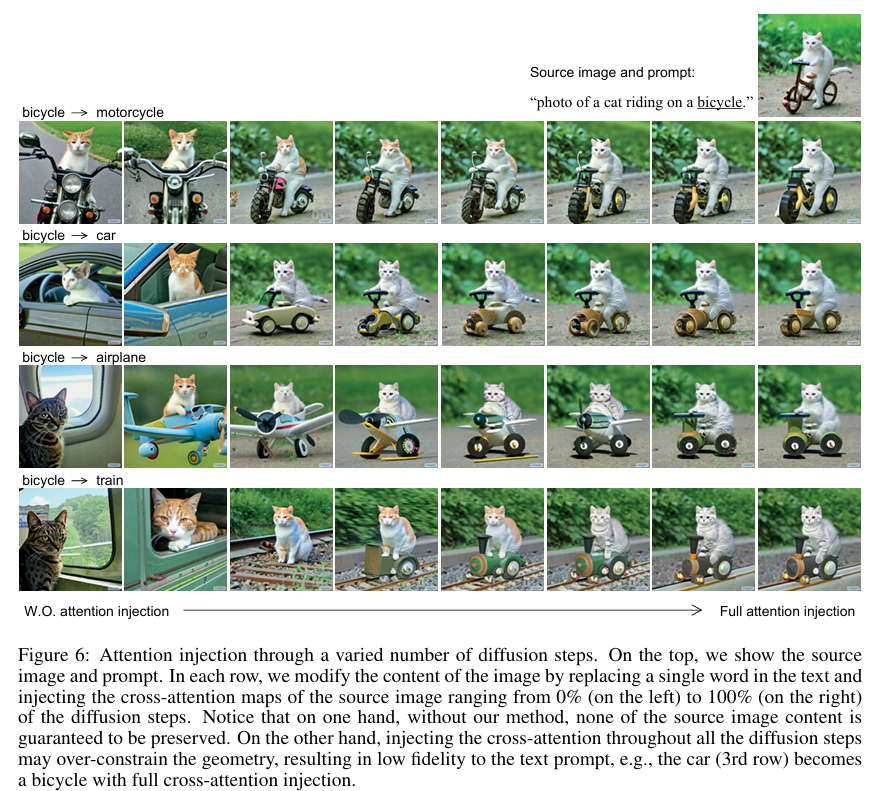 Source image and prompt:
“photo of a cat riding on a bicycle.”
bicycle → motorcycle
bicycle → car
bicycle → airplane
bicycle → train
W.O. attention injection
Full attention injection
Figure 6: Attention injection through a varied number of diffusion steps. On the top, we show the source
image and prompt. In each row, we modify the content of the image by replacing a single word in the text and
injecting the cross-attention maps of the source image ranging from 0% (on the left) to 100% (on the right)
of the diffusion steps. Notice that on one hand, without our method, none of the source image content is
guaranteed to be preserved. On the other hand, injecting the cross-attention throughout all the diffusion steps
may over-constrain the geometry, resulting in low fidelity to the text prompt, e.g., the car (3rd row) becomes
a bicycle with full cross-attention injection.